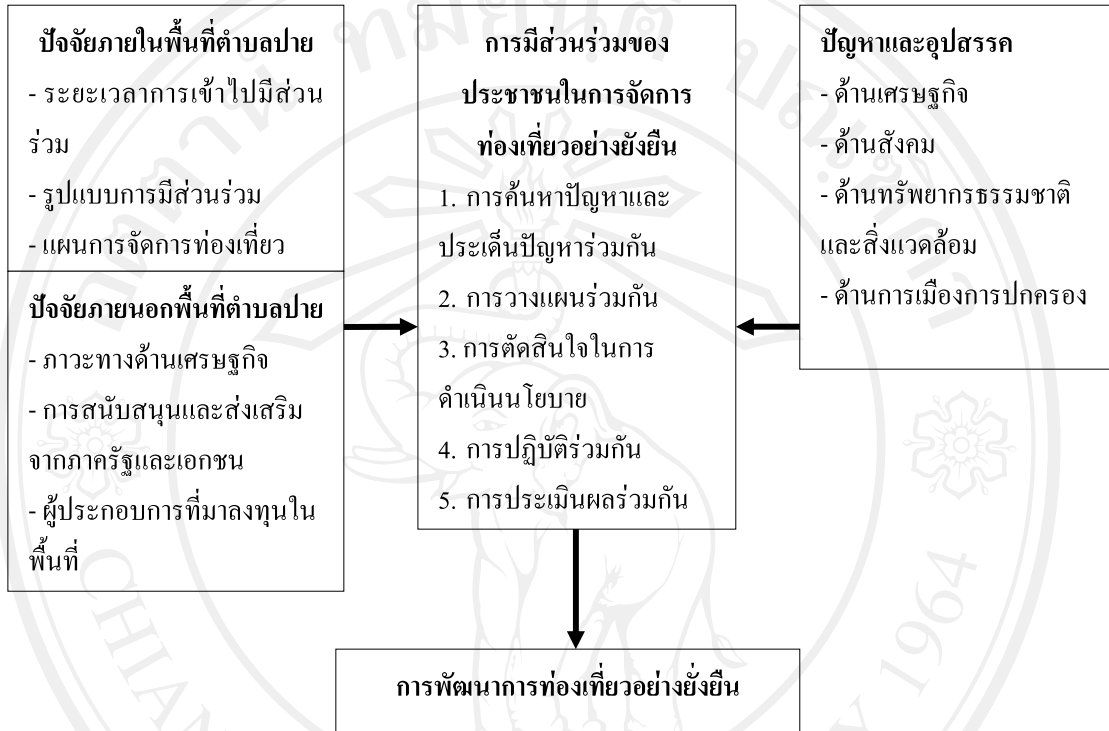 ปัจจัยภายในพื้นที่ตำบลปาย
- ระยะเวลาการเข้าไปมีส่วน
ร่วม
- รูปแบบการมีส่วนร่วม
- แผนการจัดการท่องเที่ยว
ปัจจัยภายนอกพื้นที่ตำบลปาย
- ภาวะทางด้านเศรษฐกิจ
- การสนับสนุนและส่งเสริม
จากภาครัฐและเอกชน
- ผู้ประกอบการที่มาลงทุนใน
พื้นที่
การมีส่วนร่วมของ
ประชาชนในการจัดการ
ท่องเที่ยวอย่างยังยืน
1. การค้นหาปัญหาและ
ประเด็นปัญหาร่วมกัน
2. การวางแผนร่วมกัน
3. การตัดสินใจในการ
ดำเนินนโยบาย
4. การปฏิบัติร่วมกัน
5. การประเมินผลร่วมกัน
ปัญหาและอุปสรรค
- ด้านเศรษฐกิจ
- ด้านสังคม
- ด้านทรัพยากรธรรมชาติ
และสิ่งแวดล้อม
- ด้านการเมืองการปกครอง
การพัฒนาการท่องเที่ยวอย่างยั่งยืน
1964